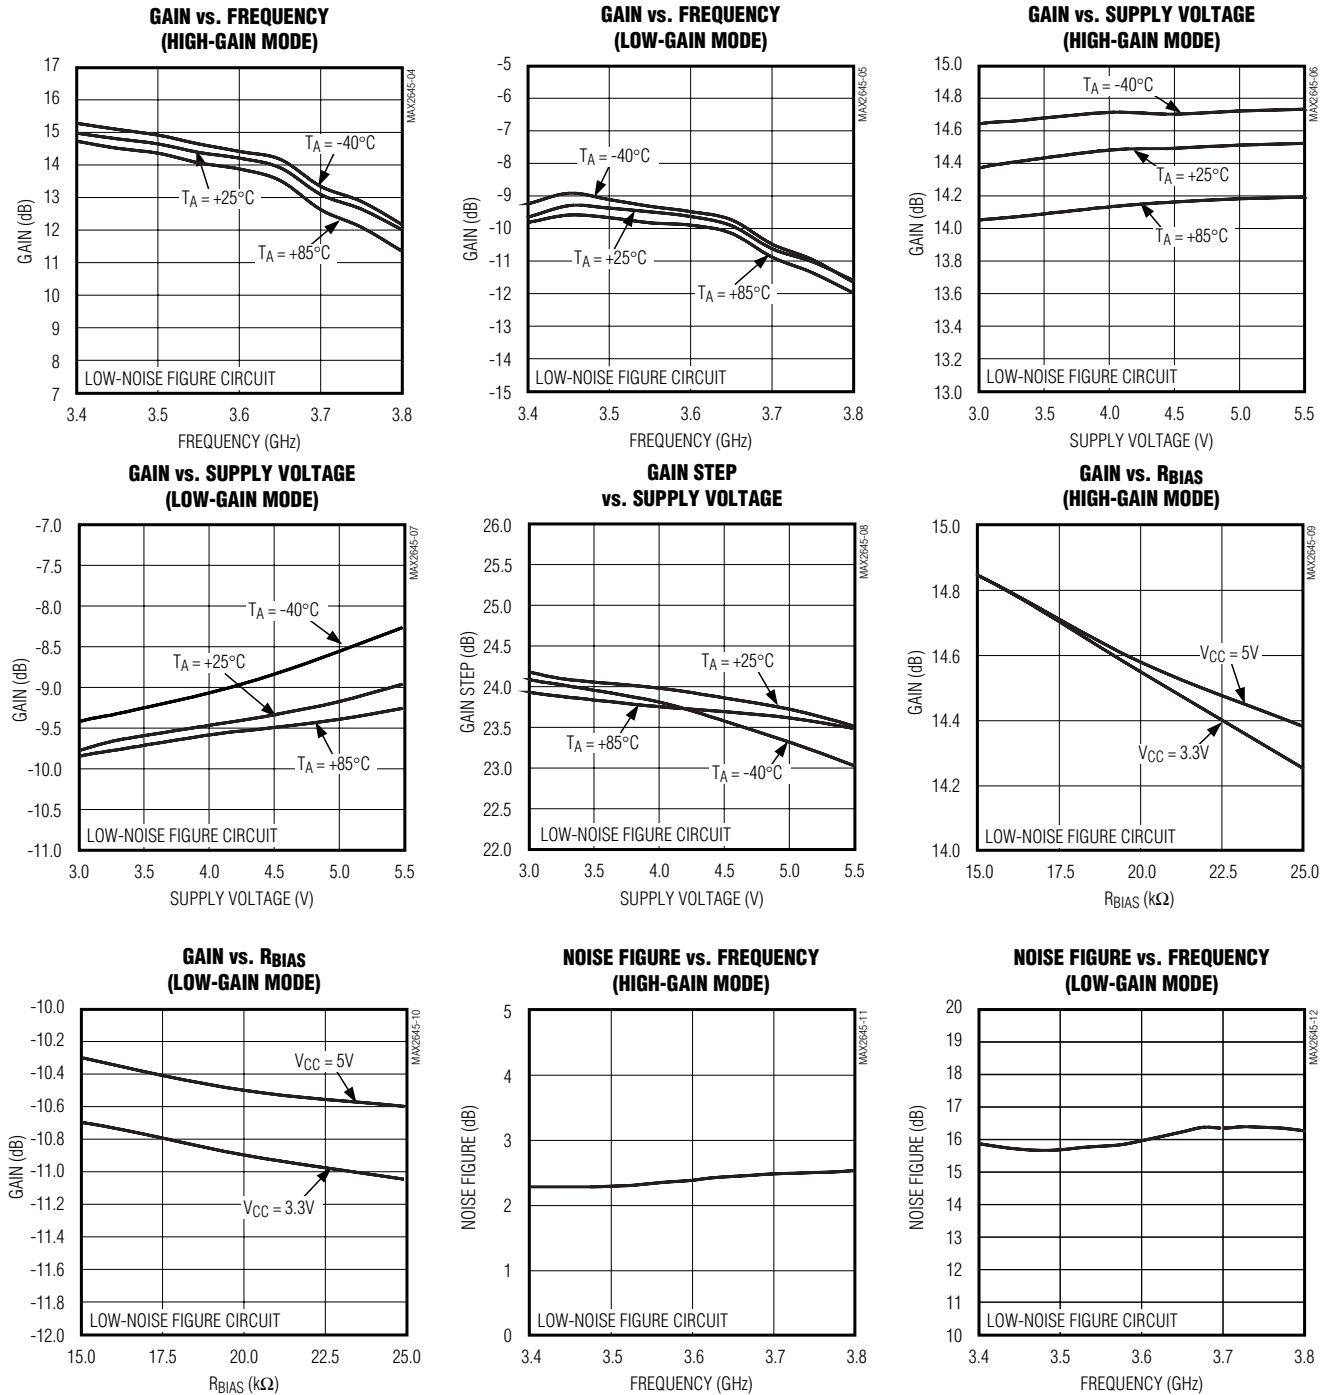 GAIN vs. FREQUENCY
(HIGH-GAIN MODE)
17
16
15
14
13
12
11
10
9
8
7
GAIN (dB)
MAX2645-04
TA = -40°C
TA = +25°C
TA = +85°C
LOW-NOISE FIGURE CIRCUIT
3.4 3.5 3.6 3.7 3.8
FREQUENCY (GHz)
GAIN vs. FREQUENCY
(LOW-GAIN MODE)
-5
-6
-7
-8
-9
-10
-11
-12
-13
-14
-15
GAIN (dB)
MAX2645-05
TA = -40°C
TA = +25°C
TA = +85°C
LOW-NOISE FIGURE CIRCUIT
3.4 3.5 3.6 3.7 3.8
FREQUENCY (GHz)
GAIN vs. SUPPLY VOLTAGE
(HIGH-GAIN MODE)
15.0
14.8
14.6
14.4
14.2
14.0
13.8
13.6
13.4
13.2
13.0
GAIN (dB)
MAX2645-06
TA = -40°C
TA = +25°C
TA = +85°C
LOW-NOISE FIGURE CIRCUIT
3.0 3.5 4.0 4.5 5.0 5.5
SUPPLY VOLTAGE (V)
GAIN vs. SUPPLY VOLTAGE
(LOW-GAIN MODE)
-7.0
-7.5
-8.0
-8.5
-9.0
-9.5
-10.0
-10.5
-11.0
GAIN (dB)
MAX2645-07
TA = -40°C
TA = +25°C
TA = +85°C
LOW-NOISE FIGURE CIRCUIT
3.0 3.5 4.0 4.5 5.0 5.5
SUPPLY VOLTAGE (V)
GAIN STEP
vs. SUPPLY VOLTAGE
26.0
25.5
25.0
24.5
24.0
23.5
23.0
22.5
22.0
GAIN STEP (dB)
MAX2645-08
TA = +25°C
TA = +85°C
TA = -40°C
LOW-NOISE FIGURE CIRCUIT
3.0 3.5 4.0 4.5 5.0 5.5
SUPPLY VOLTAGE (V)
GAIN vs. RBIAS
(HIGH-GAIN MODE)
15.0
14.8
14.6
14.4
14.2
14.0
GAIN (dB)
MAX2645-09
VCC = 5V
VCC = 3.3V
LOW-NOISE FIGURE CIRCUIT
15.0 17.5 20.0 22.5 25.0
RBIAS (kΩ)
GAIN vs. RBIAS
(LOW-GAIN MODE)
-10.0
-10.2
-10.4
-10.6
-10.8
-11.0
-11.2
-11.4
-11.6
-11.8
-12.0
GAIN (dB)
MAX2645-10
VCC = 5V
VCC = 3.3V
LOW-NOISE FIGURE CIRCUIT
15.0 17.5 20.0 22.5 25.0
RBIAS (kΩ)
NOISE FIGURE vs. FREQUENCY
(HIGH-GAIN MODE)
5
4
3
2
1
0
NOISE FIGURE (dB)
MAX2645-11
LOW-NOISE FIGURE CIRCUIT
3.4 3.5 3.6 3.7 3.8
FREQUENCY (GHz)
NOISE FIGURE vs. FREQUENCY
(LOW-GAIN MODE)
20
19
18
17
16
15
14
13
12
11
10
NOISE FIGURE (dB)
MAX2645-12
LOW-NOISE FIGURE CIRCUIT
3.4 3.5 3.6 3.7 3.8
FREQUENCY (GHz)